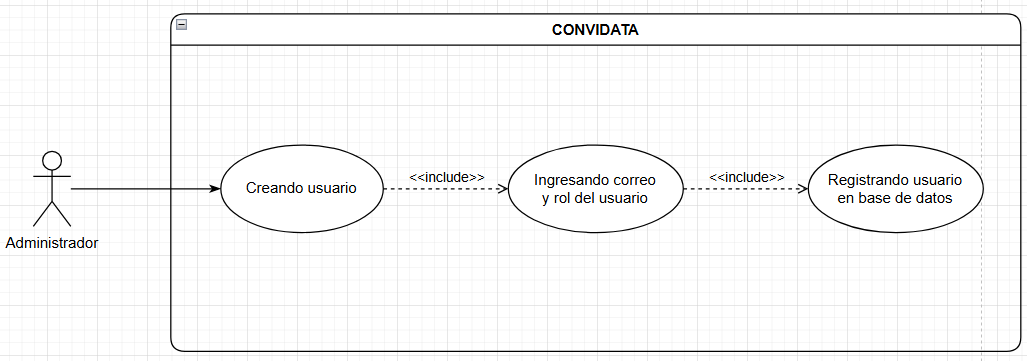 CONVIDATA
Creando usuario
<<include>>
Ingresando correo
y rol del usuario
<<include>>
Registrando usuario
en base de datos
Administrador